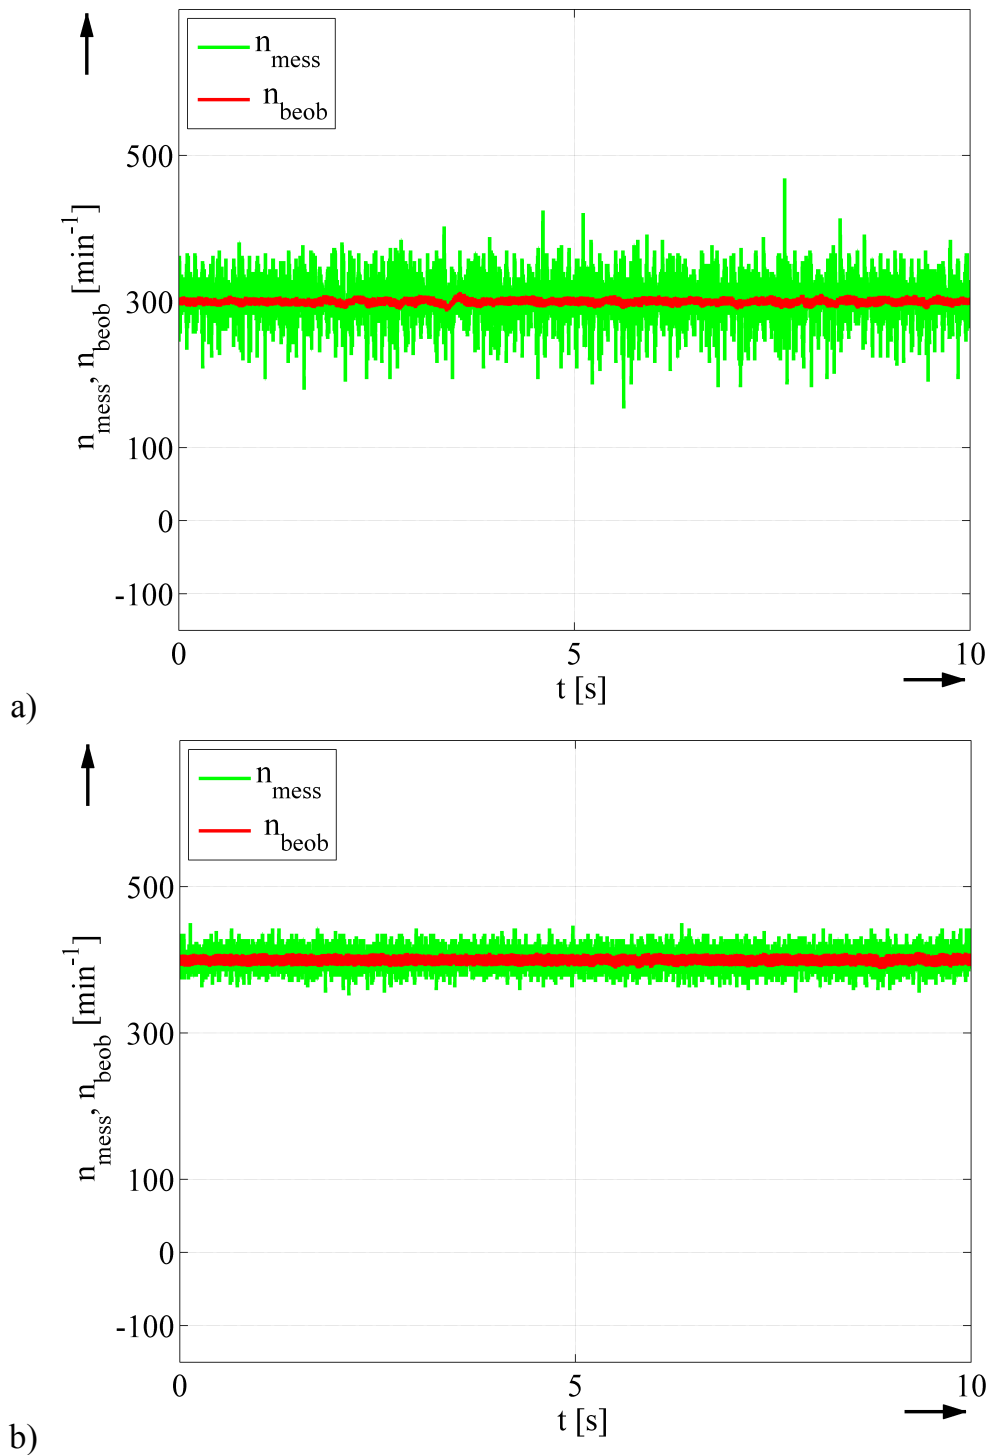 n_mess
n_beob
500
300
100
0
-100
n_mess, n_beob [min^-1]
0 5 10
t [s]
a)
n_mess
n_beob
500
300
100
0
-100
n_mess, n_beob [min^-1]
0 5 10
t [s]
b)